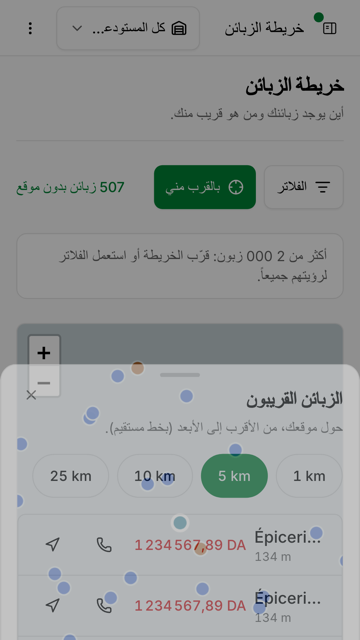 خريطة الزبائن
كل المستودعـ...
خريطة الزبائن
أين يوجد زبائنك ومن هو قريب منك.
الفلاتر
بالقرب مني
507 زبائن بدون موقع
أكثر من 2 000 زبون: قرّب الخريطة أو استعمل الفلاتر
لرؤيتهم جميعاً.
+
−
الزبائن القريبون
حول موقعك، من الأقرب إلى الأبعد (بخط مستقيم).
1 km
5 km
10 km
25 km
Épiceri...
1 234 567,89 DA
134 m
Épiceri...
1 234 567,89 DA
134 m